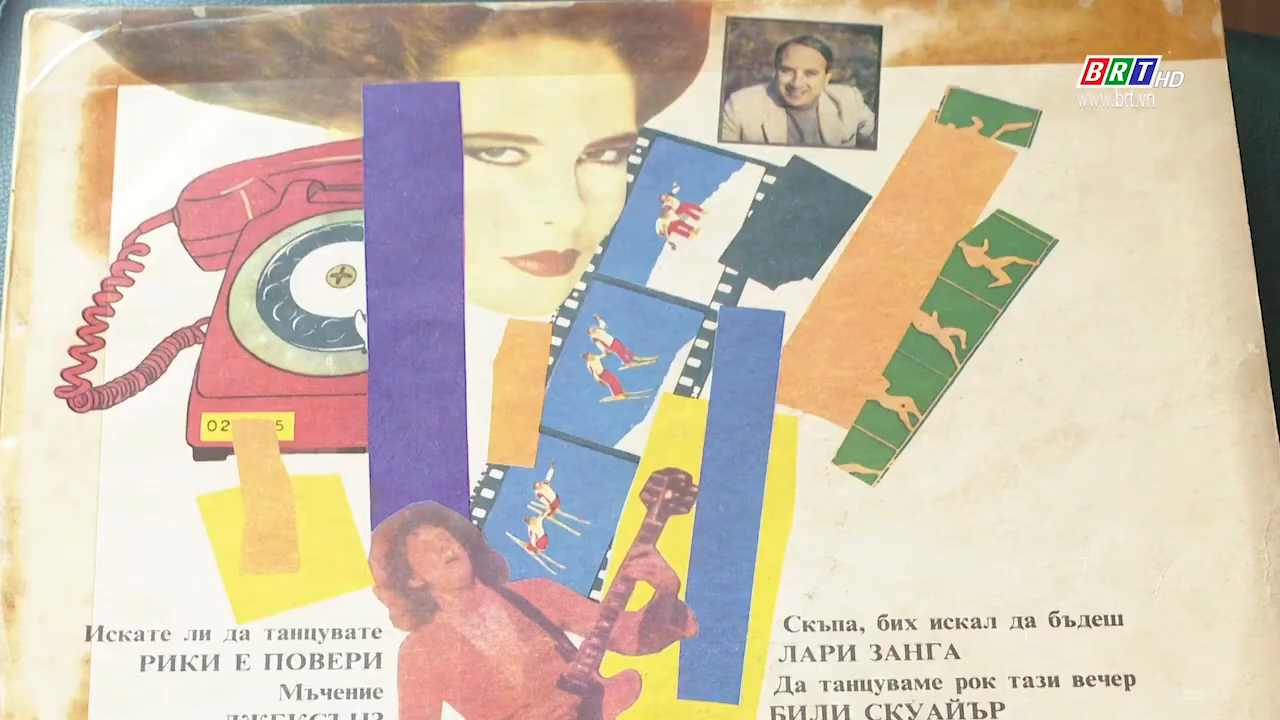 BRT HD
www.brt.vn
Искате ли да танцувате
РИКИ Е ПОВЕРИ
Мъчение
ДЖЕКСЪНЗ
Скъпа, бих искал да бъдеш
ЛАРИ ЗАНГА
Да танцуваме рок тази вечер
БИЛИ СКУАЙЪР